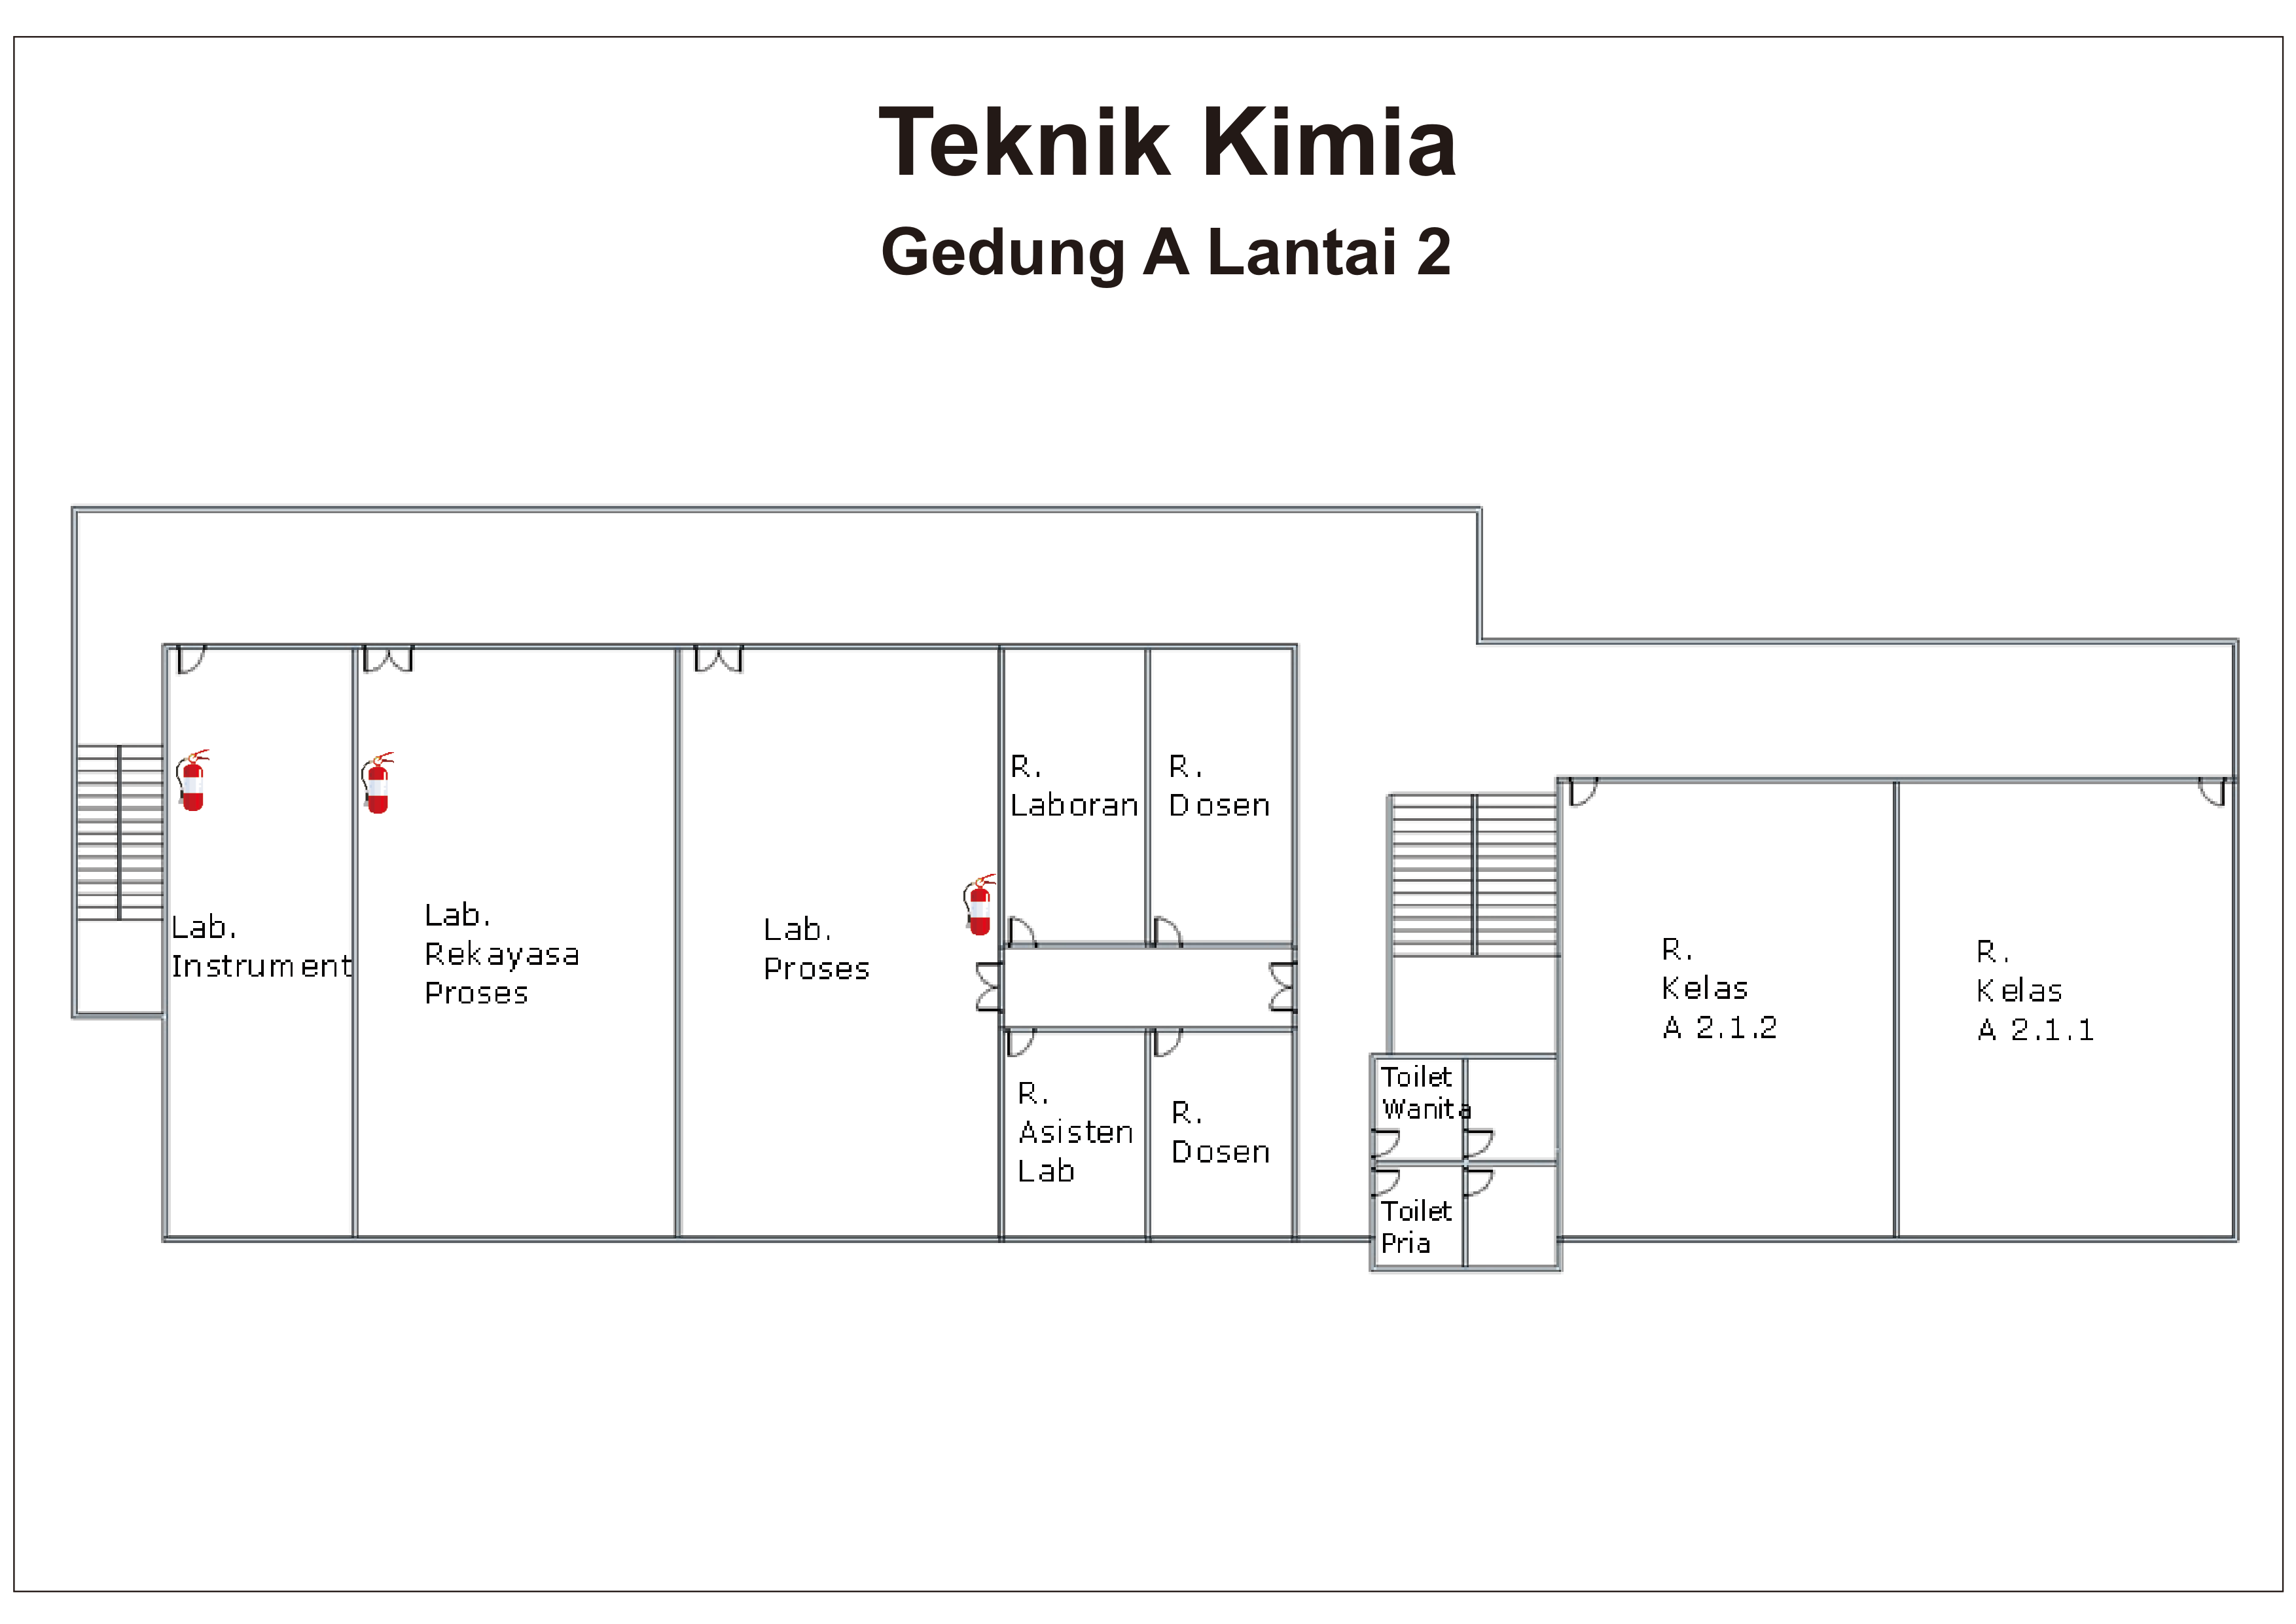 Teknik Kimia
Gedung A Lantai 2
Lab.
Instrument
Lab.
Rekayasa
Proses
Lab.
Proses
R.
Laboran
R.
Dosen
R.
Asisten
Lab
R.
Dosen
Toilet
Wanita
Toilet
Pria
R.
Kelas
A 2.1.2
R.
Kelas
A 2.1.1